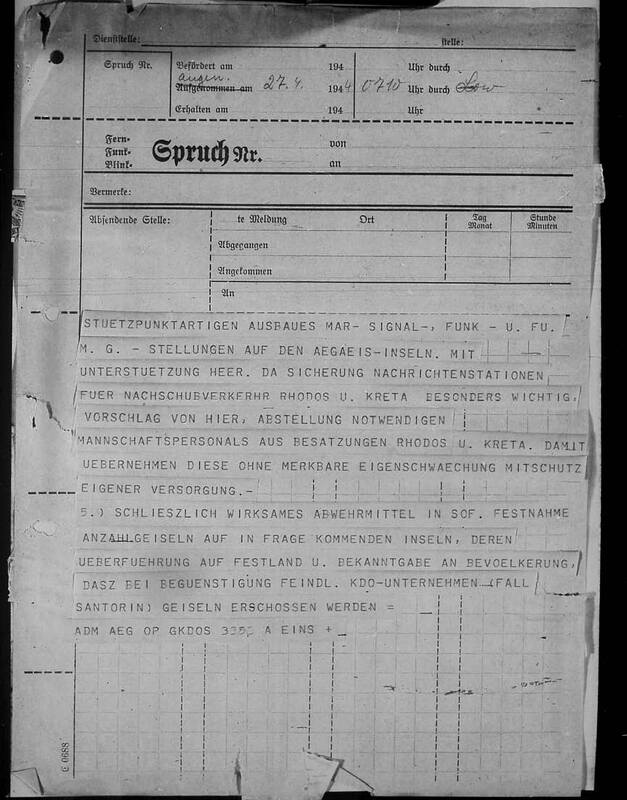 Dienststelle: stelle:
Spruch Nr. Befördert am 194 Uhr durch
angen.
Aufgenommen am 27.4. 1944 0710 Uhr durch
Erhalten am 194 Uhr
Fern-
Funk- Spruch Nr. von
Blink- an
Vermerke:
Absendende Stelle: te Meldung Ort Tag Monat Stunde Minuten
Abgegangen
Angekommen
An
STUETZPUNKTARTIGEN AUSBAUES MAR- SIGNAL-, FUNK - U. FU.
M. G. - STELLUNGEN AUF DEN AEGAEIS-INSELN. MIT
UNTERSTUETZUNG HEER. DA SICHERUNG NACHRICHTENSTATIONEN,
FUER NACHSCHUBVERKERHR RHODOS U. KRETA BESONDERS WICHTIG,
VORSCHLAG VON HIER, ABSTELLUNG NOTWENDIGEN
MANNSCHAFTSPERSONALS AUS BESATZUNGEN RHODOS U. KRETA. DAMIT
UEBERNEHMEN DIESE OHNE MERKBARE EIGENSCHWAECHUNG MITSCHUTZ
EIGENER VERSORGUNG.-
5.) SCHLIESZLICH WIRKSAMES ABWEHRMITTEL IN SOF. FESTNAHME
ANZAHLGEISELN AUF IN FRAGE KOMMENDEN INSELN, DEREN
UEBERFUEHRUNG AUF FESTLAND U. BEKANNTGABE AN BEVOELKERUNG,
DASZ BEI BEGUENSTIGUNG FEINDL. KDO-UNTERNEHMEN (FALL
SANTORIN) GEISELN ERSCHOSSEN WERDEN =
ADM AEG OP GKDOS A EINS +
C 0688